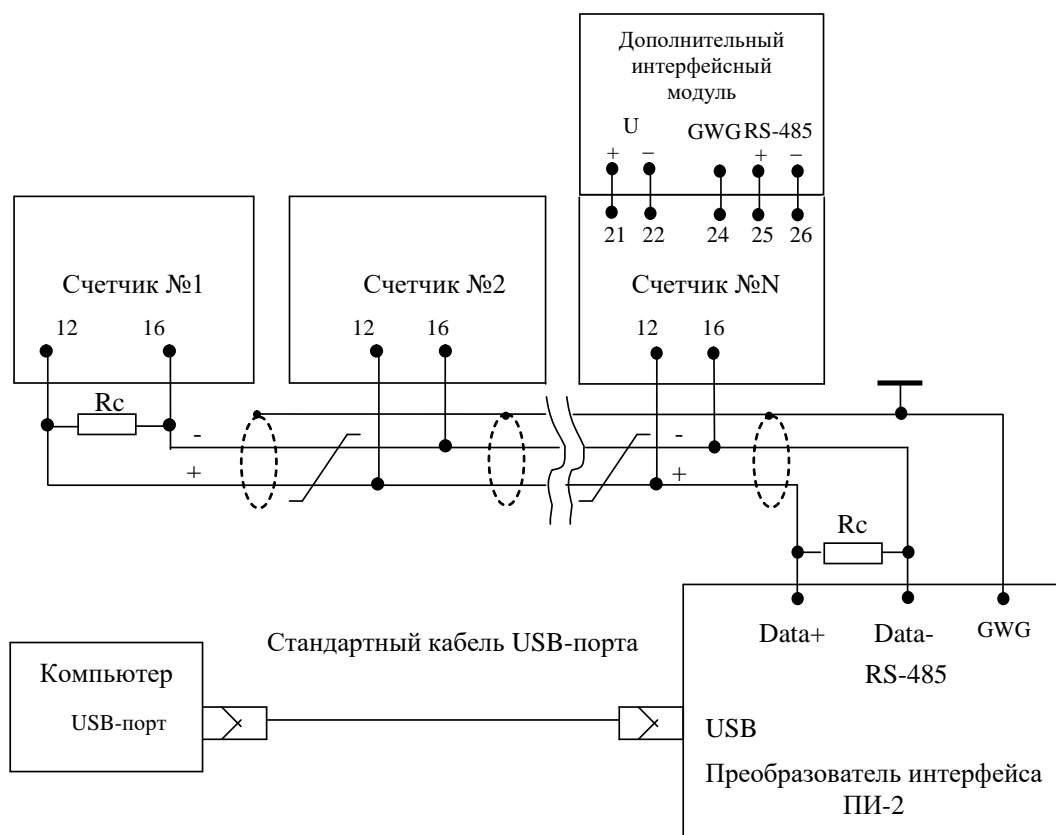 Дополнительный
интерфейсный
модуль
U GWG RS-485
+ − + −
21 22 24 25 26
Счетчик №1 Счетчик №2 Счетчик №N
12 16 12 16 12 16
Rc
- -
+ +
Rc
Data+ Data- GWG
RS-485
Стандартный кабель USB-порта
Компьютер
USB-порт
USB
Преобразователь интерфейса
ПИ-2